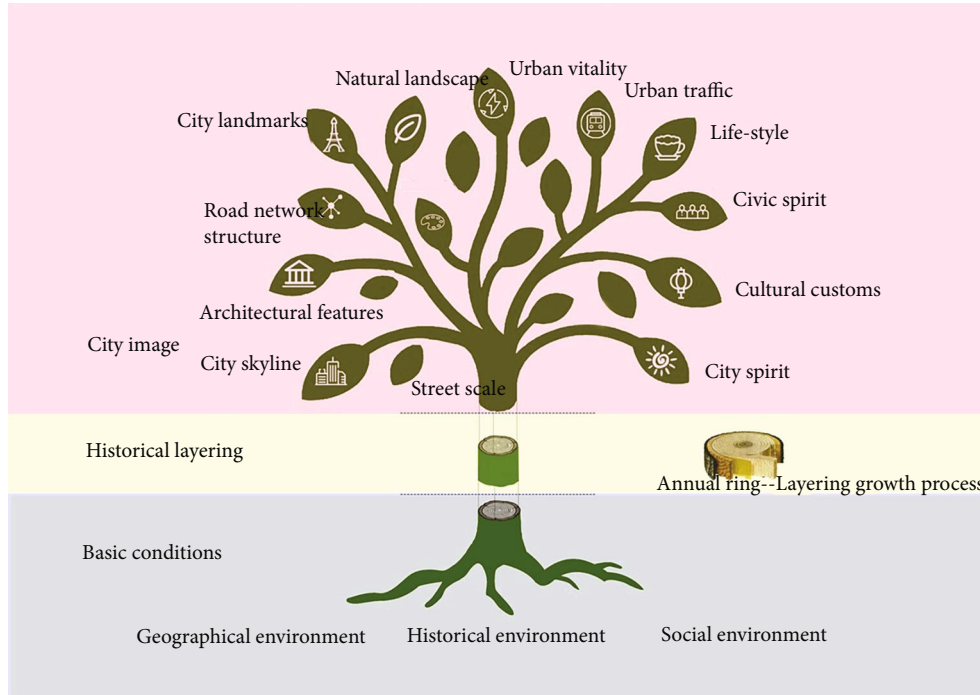 Natural landscape
Urban vitality
Urban traffic
City landmarks
Life-style
Road network
structure
Civic spirit
Architectural features
Cultural customs
City image
City skyline
City spirit
Street scale
Historical layering
Annual ring--Layering growth process
Basic conditions
Geographical environment
Historical environment
Social environment